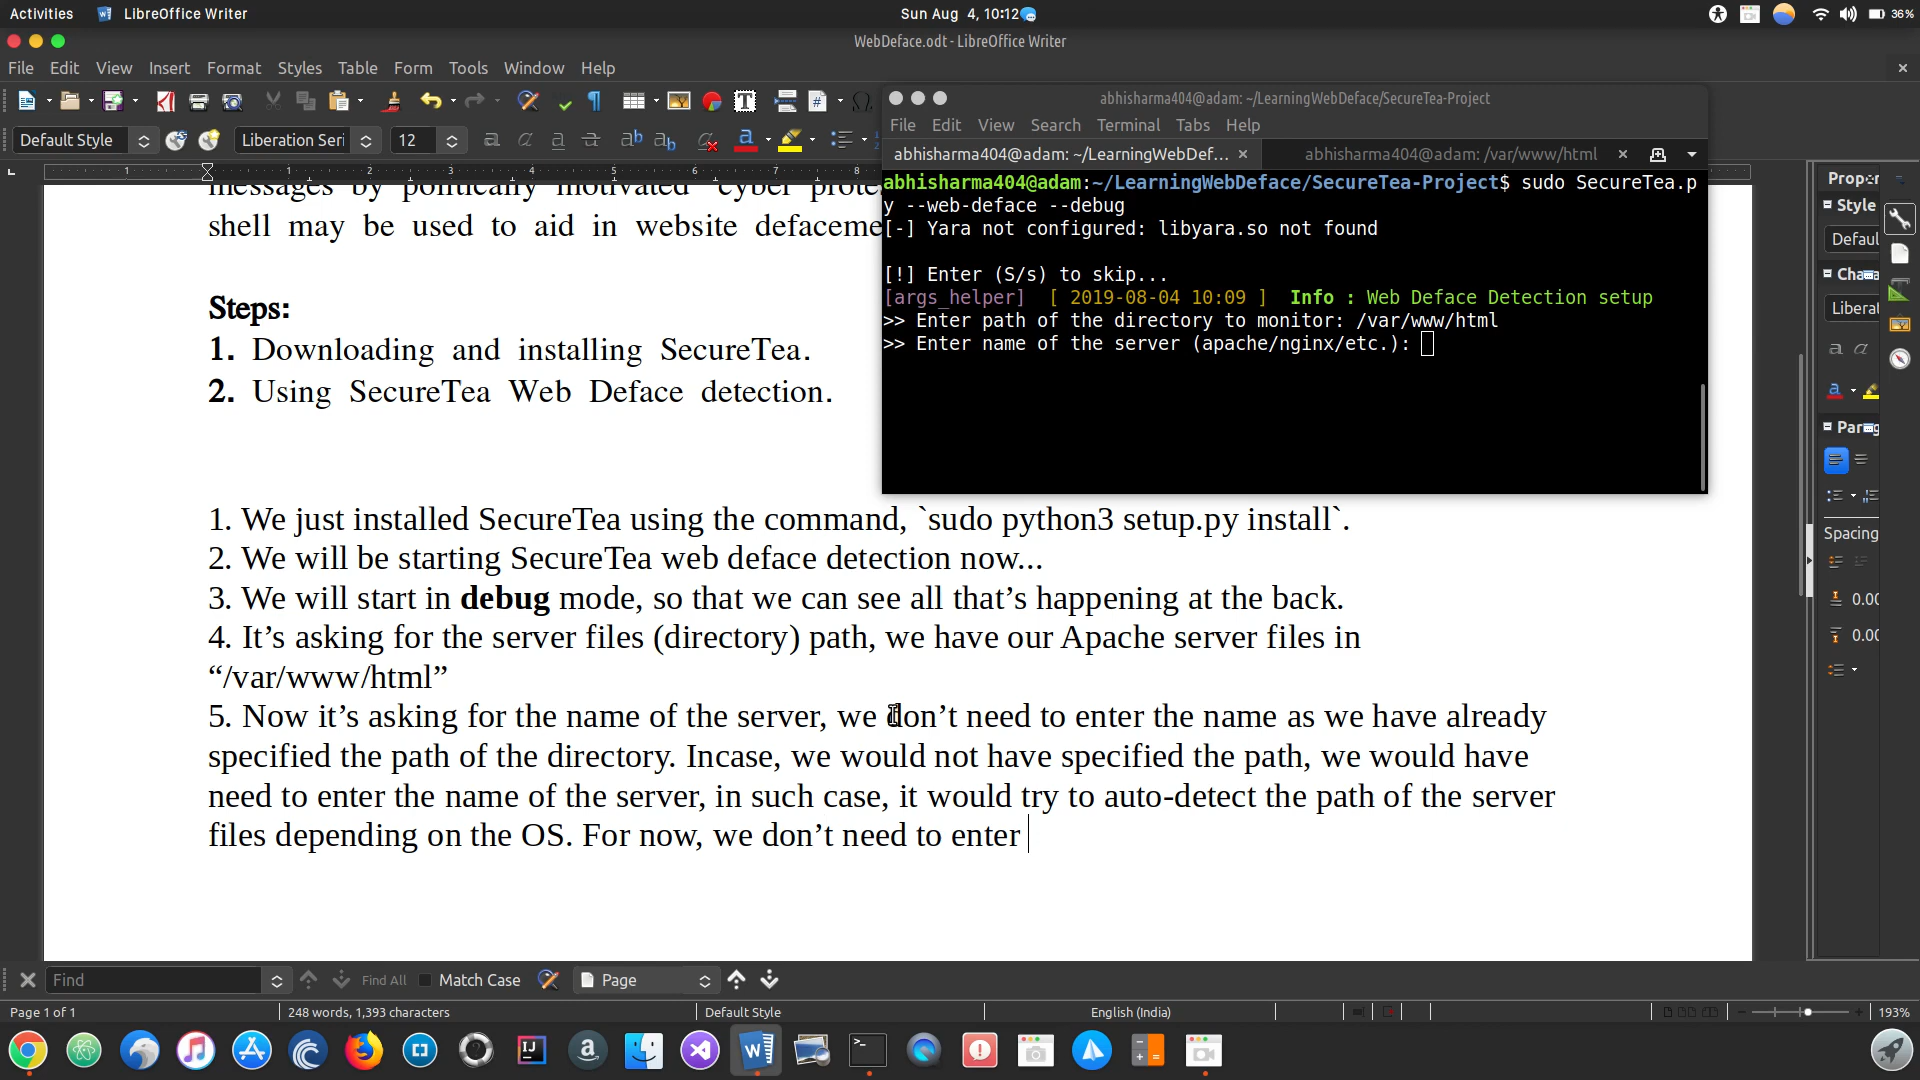 Activities LibreOffice Writer Sun Aug 4, 10:12 36%
WebDeface.odt - LibreOffice Writer
File Edit View Insert Format Styles Table Form Tools Window Help
Default Style Liberation Seri 12
abhisharma404@adam: ~/LearningWebDeface/SecureTea-Project
File Edit View Search Terminal Tabs Help
abhisharma404@adam: ~/LearningWebDef... abhisharma404@adam: /var/www/html
abhisharma404@adam:~/LearningWebDeface/SecureTea-Project$ sudo SecureTea.p
y --web-deface --debug
[-] Yara not configured: libyara.so not found
[!] Enter (S/s) to skip...
[args_helper] [ 2019-08-04 10:09 ] Info : Web Deface Detection setup
>> Enter path of the directory to monitor: /var/www/html
>> Enter name of the server (apache/nginx/etc.):
messages by politically motivated "cyber prote
shell may be used to aid in website defaceme
Steps:
1. Downloading and installing SecureTea.
2. Using SecureTea Web Deface detection.
1. We just installed SecureTea using the command, `sudo python3 setup.py install`.
2. We will be starting SecureTea web deface detection now...
3. We will start in debug mode, so that we can see all that’s happening at the back.
4. It’s asking for the server files (directory) path, we have our Apache server files in
“/var/www/html”
5. Now it’s asking for the name of the server, we don’t need to enter the name as we have already
specified the path of the directory. Incase, we would not have specified the path, we would have
need to enter the name of the server, in such case, it would try to auto-detect the path of the server
files depending on the OS. For now, we don’t need to enter
Proper
Style
Defaul
Cha
Liberat
Parag
Spacing
0.00
0.00
Find Find All Match Case Page
Page 1 of 1 248 words, 1,393 characters Default Style English (India) 193%